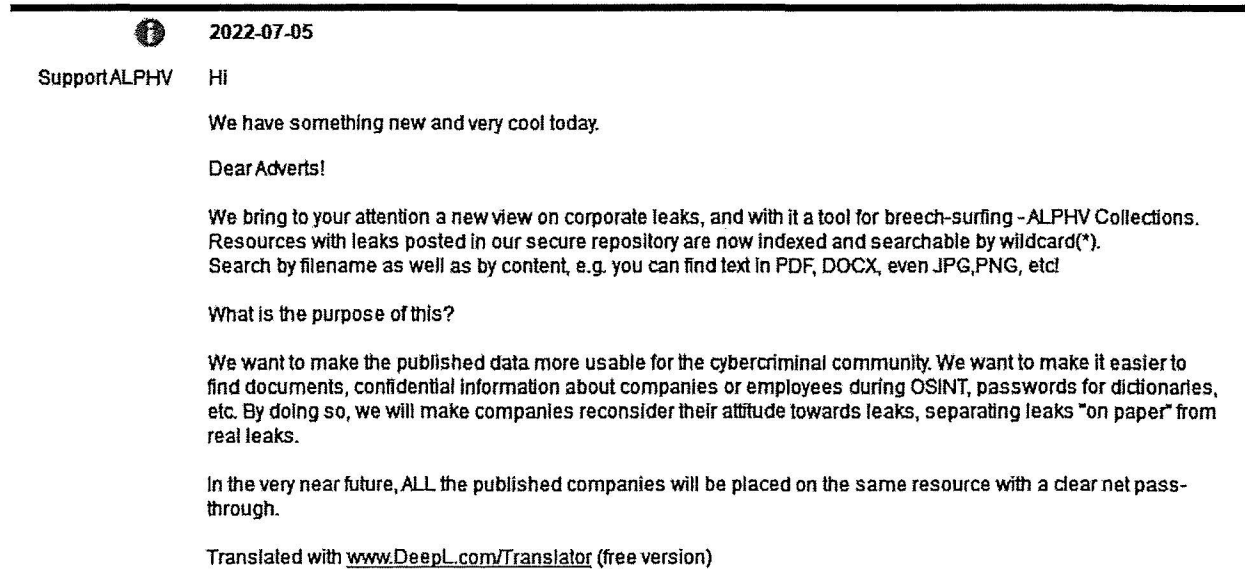 2022-07-05
SupportALPHV Hi
We have something new and very cool today.
Dear Adverts!
We bring to your attention a new view on corporate leaks, and with it a tool for breech-surfing - ALPHV Collections.
Resources with leaks posted in our secure repository are now indexed and searchable by wildcard(*).
Search by filename as well as by content, e.g. you can find text in PDF, DOCX, even JPG,PNG, etc!
What is the purpose of this?
We want to make the published data more usable for the cybercriminal community. We want to make it easier to
find documents, confidential information about companies or employees during OSINT, passwords for dictionaries,
etc. By doing so, we will make companies reconsider their attitude towards leaks, separating leaks "on paper" from
real leaks.
In the very near future, ALL the published companies will be placed on the same resource with a clear net pass-
through.
Translated with www.DeepL.com/Translator (free version)